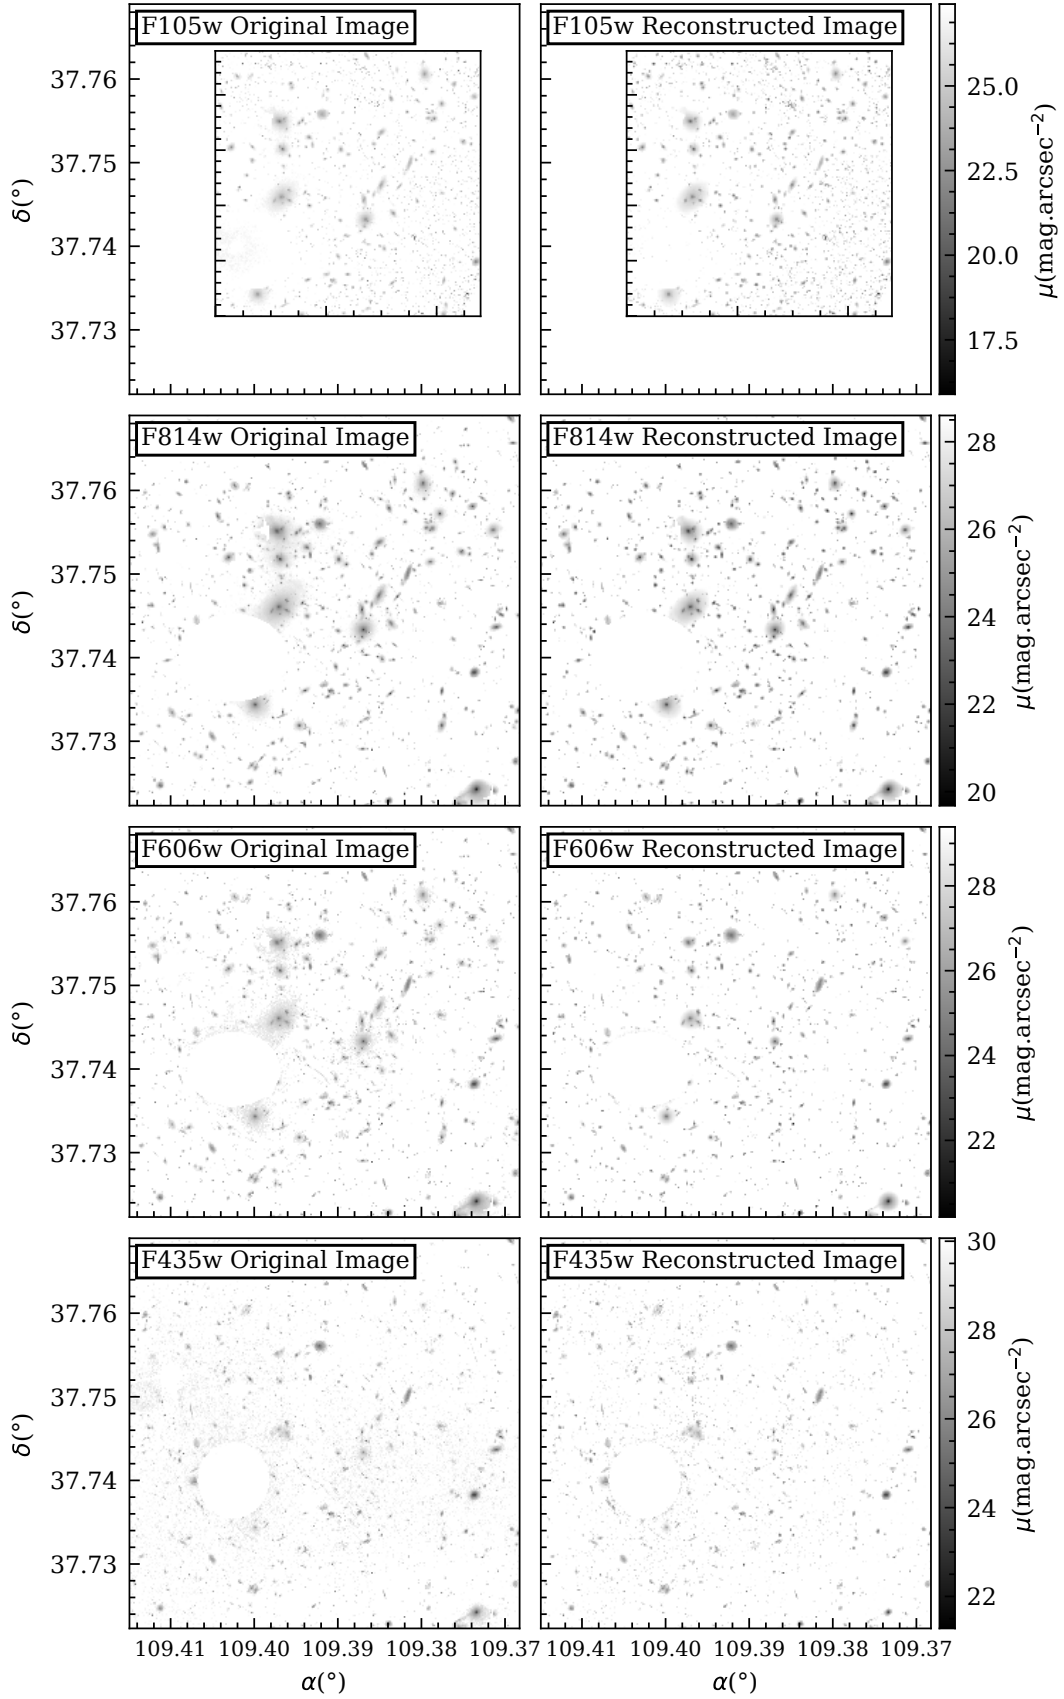 F105w Original Image
F105w Reconstructed Image
37.76
37.75
37.74
37.73
δ(°)
25.0
22.5
20.0
17.5
μ(mag.arcsec−2)
F814w Original Image
F814w Reconstructed Image
37.76
37.75
37.74
37.73
δ(°)
28
26
24
22
20
μ(mag.arcsec−2)
F606w Original Image
F606w Reconstructed Image
37.76
37.75
37.74
37.73
δ(°)
28
26
24
22
μ(mag.arcsec−2)
F435w Original Image
F435w Reconstructed Image
37.76
37.75
37.74
37.73
δ(°)
30
28
26
24
22
μ(mag.arcsec−2)
109.41 109.40 109.39 109.38 109.37
109.41 109.40 109.39 109.38 109.37
α(°)
α(°)